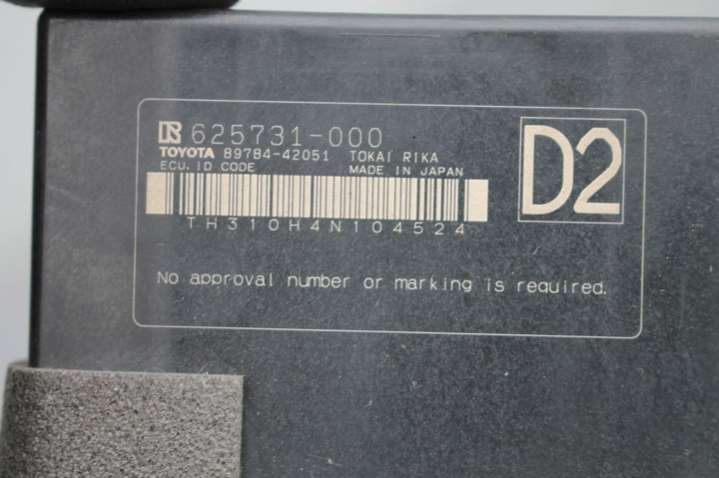 625731-000
TOYOTA 89784-42051 TOKAI RIKA
ECU. ID CODE MADE IN JAPAN
D2
TH310H4N104524
No approval number or marking is required.